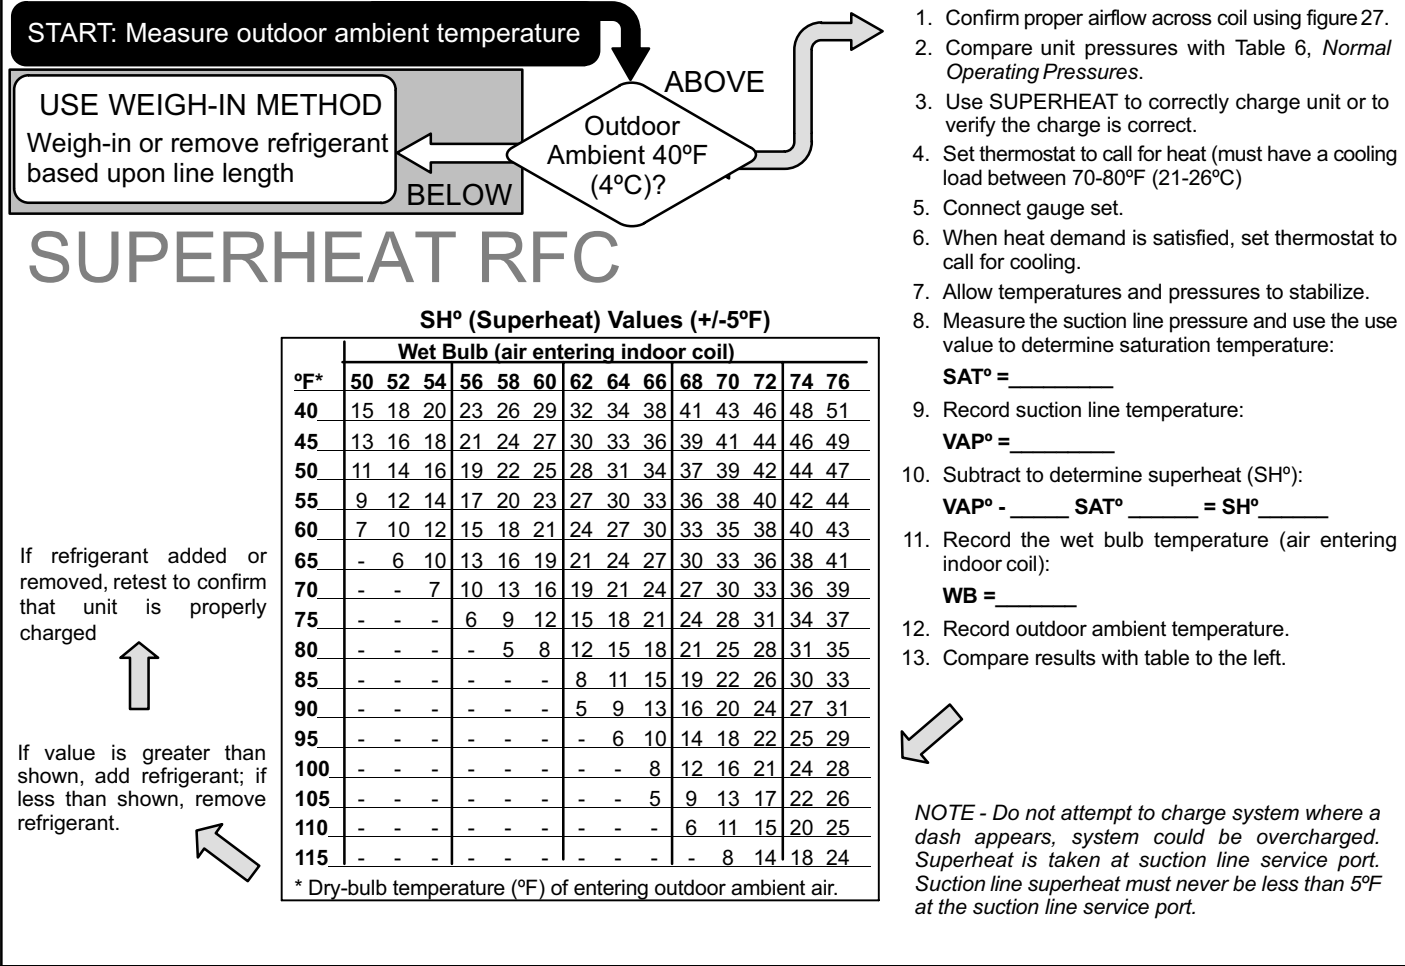 START: Measure outdoor ambient temperature
USE WEIGH-IN METHOD
Weigh-in or remove refrigerant
based upon line length
BELOW
ABOVE
Outdoor
Ambient 40ºF
(4ºC)?
SUPERHEAT RFC
1. Confirm proper airflow across coil using figure 27.
2. Compare unit pressures with Table 6, Normal
Operating Pressures.
3. Use SUPERHEAT to correctly charge unit or to
verify the charge is correct.
4. Set thermostat to call for heat (must have a cooling
load between 70-80ºF (21-26ºC)
5. Connect gauge set.
6. When heat demand is satisfied, set thermostat to
call for cooling.
7. Allow temperatures and pressures to stabilize.
8. Measure the suction line pressure and use the use
value to determine saturation temperature:
SATº =_________
9. Record suction line temperature:
VAPº =_________
10. Subtract to determine superheat (SHº):
VAPº - _____ SATº ______ = SHº______
11. Record the wet bulb temperature (air entering
indoor coil):
WB =_______
12. Record outdoor ambient temperature.
13. Compare results with table to the left.
SHº (Superheat) Values (+/-5ºF)
Wet Bulb (air entering indoor coil)
ºF* 50 52 54 56 58 60 62 64 66 68 70 72 74 76
40 15 18 20 23 26 29 32 34 38 41 43 46 48 51
45 13 16 18 21 24 27 30 33 36 39 41 44 46 49
50 11 14 16 19 22 25 28 31 34 37 39 42 44 47
55 9 12 14 17 20 23 27 30 33 36 38 40 42 44
60 7 10 12 15 18 21 24 27 30 33 35 38 40 43
65 - 6 10 13 16 19 21 24 27 30 33 36 38 41
70 - - 7 10 13 16 19 21 24 27 30 33 36 39
75 - - - 6 9 12 15 18 21 24 28 31 34 37
80 - - - - 5 8 12 15 18 21 25 28 31 35
85 - - - - - - 8 11 15 19 22 26 30 33
90 - - - - - - 5 9 13 16 20 24 27 31
95 - - - - - - - 6 10 14 18 22 25 29
100 - - - - - - - - 8 12 16 21 24 28
105 - - - - - - - - 5 9 13 17 22 26
110 - - - - - - - - - 6 11 15 20 25
115 - - - - - - - - - - 8 14 18 24
* Dry-bulb temperature (ºF) of entering outdoor ambient air.
If refrigerant added or
removed, retest to confirm
that unit is properly
charged
If value is greater than
shown, add refrigerant; if
less than shown, remove
refrigerant.
NOTE - Do not attempt to charge system where a
dash appears, system could be overcharged.
Superheat is taken at suction line service port.
Suction line superheat must never be less than 5ºF
at the suction line service port.